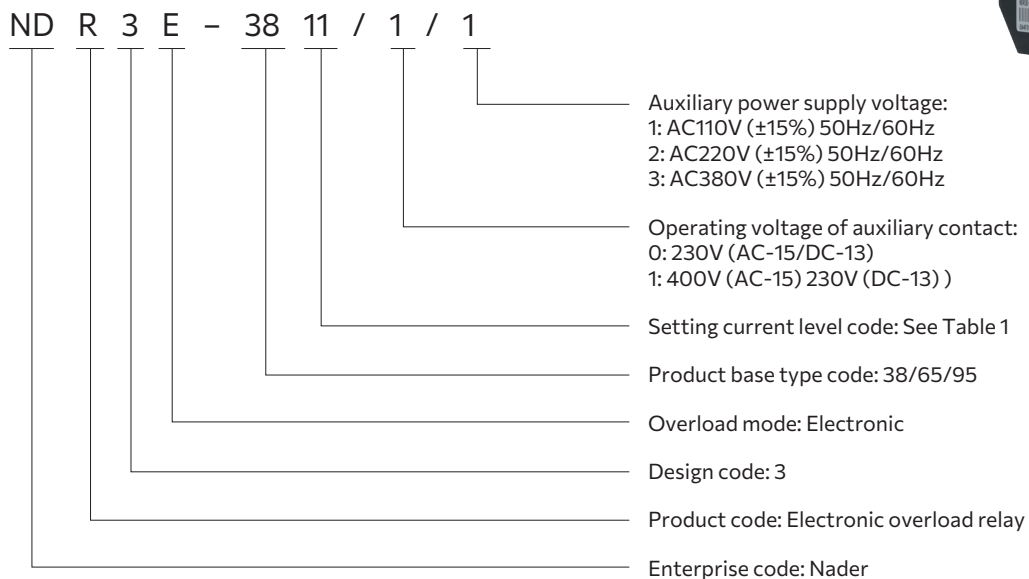 ND R 3 E – 38 11 / 1 / 1
Auxiliary power supply voltage:
1: AC110V (±15%) 50Hz/60Hz
2: AC220V (±15%) 50Hz/60Hz
3: AC380V (±15%) 50Hz/60Hz
Operating voltage of auxiliary contact:
0: 230V (AC-15/DC-13)
1: 400V (AC-15) 230V (DC-13) )
Setting current level code: See Table 1
Product base type code: 38/65/95
Overload mode: Electronic
Design code: 3
Product code: Electronic overload relay
Enterprise code: Nader